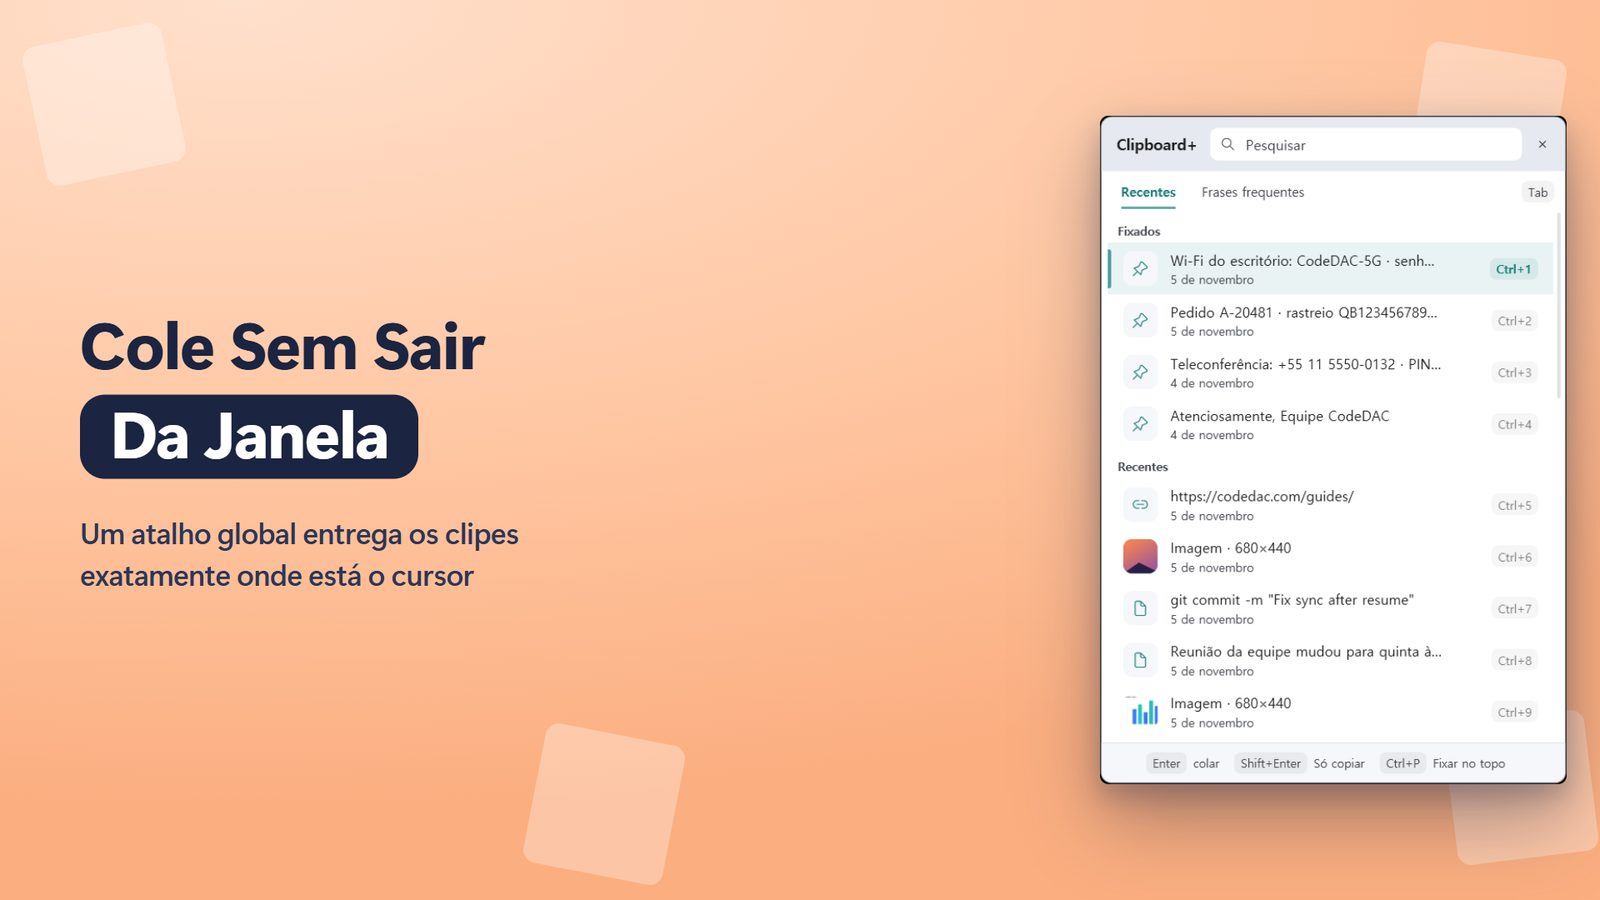 Cole Sem Sair
Da Janela
Um atalho global entrega os clipes
exatamente onde está o cursor
Clipboard+
Pesquisar
×
Recentes
Frases frequentes
Tab
Fixados
Wi-Fi do escritório: CodeDAC-5G · senh...
Ctrl+1
5 de novembro
Pedido A-20481 · rastreio QB123456789...
Ctrl+2
5 de novembro
Teleconferência: +55 11 5550-0132 · PIN...
Ctrl+3
4 de novembro
Atenciosamente, Equipe CodeDAC
Ctrl+4
4 de novembro
Recentes
https://codedac.com/guides/
Ctrl+5
5 de novembro
Imagem · 680×440
Ctrl+6
5 de novembro
git commit -m "Fix sync after resume"
Ctrl+7
5 de novembro
Reunião da equipe mudou para quinta à...
Ctrl+8
5 de novembro
Imagem · 680×440
Ctrl+9
5 de novembro
Enter colar Shift+Enter Só copiar Ctrl+P Fixar no topo